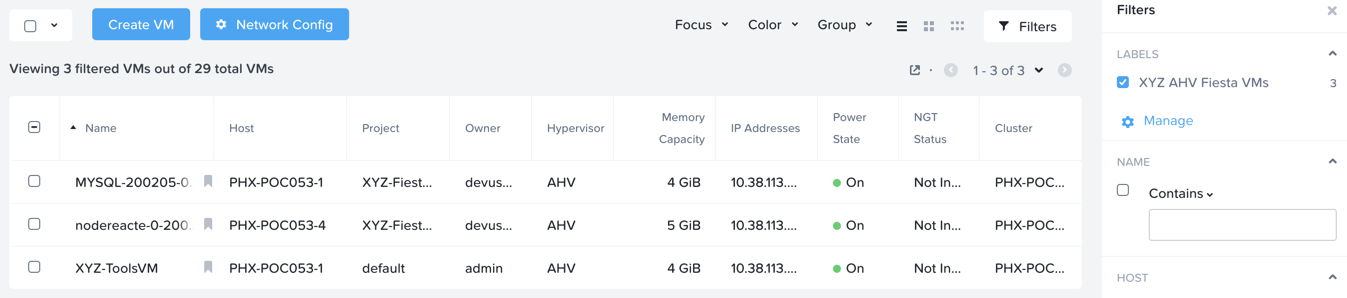 Create VM
Network Config
Focus
Color
Group
Filters
Viewing 3 filtered VMs out of 29 total VMs
1 - 3 of 3
Name Host Project Owner Hypervisor Memory Capacity IP Addresses Power State NGT Status Cluster
MYSQL-200205-0. PHX-POC053-1 XYZ-Fiest... devus... AHV 4 GiB 10.38.113.... On Not In... PHX-POC...
nodereacte-0-200. PHX-POC053-4 XYZ-Fiest... devus... AHV 5 GiB 10.38.113.... On Not In... PHX-POC...
XYZ-ToolsVM PHX-POC053-1 default admin AHV 4 GiB 10.38.113.... On Not In... PHX-POC...
Filters
LABELS
XYZ AHV Fiesta VMs 3
Manage
NAME
Contains
HOST